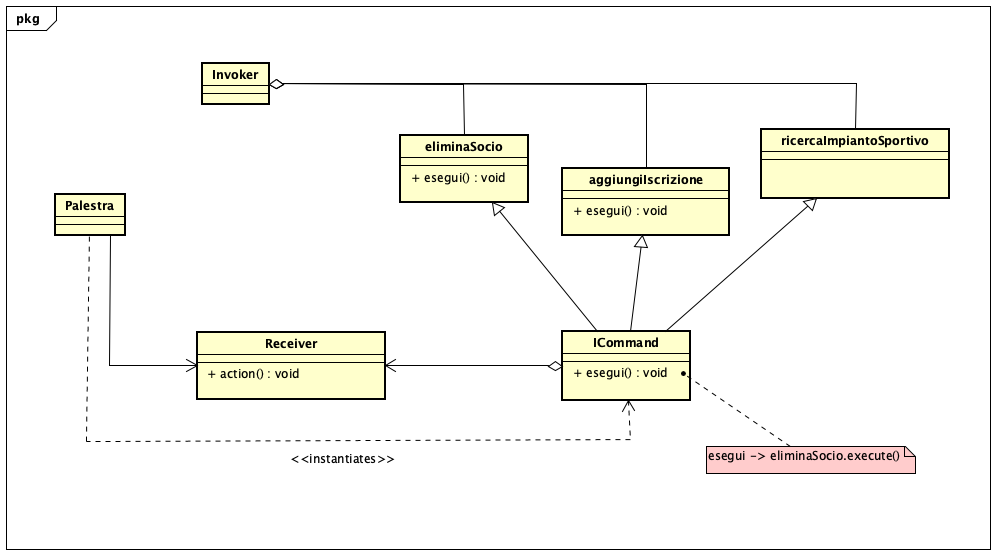 pkg
Invoker
eliminaSocio
+ esegui() : void
aggiungiIscrizione
+ esegui() : void
ricercaImpiantoSportivo
Palestra
Receiver
+ action() : void
ICommand
+ esegui() : void
<<instantiates>>
esegui -> eliminaSocio.execute()